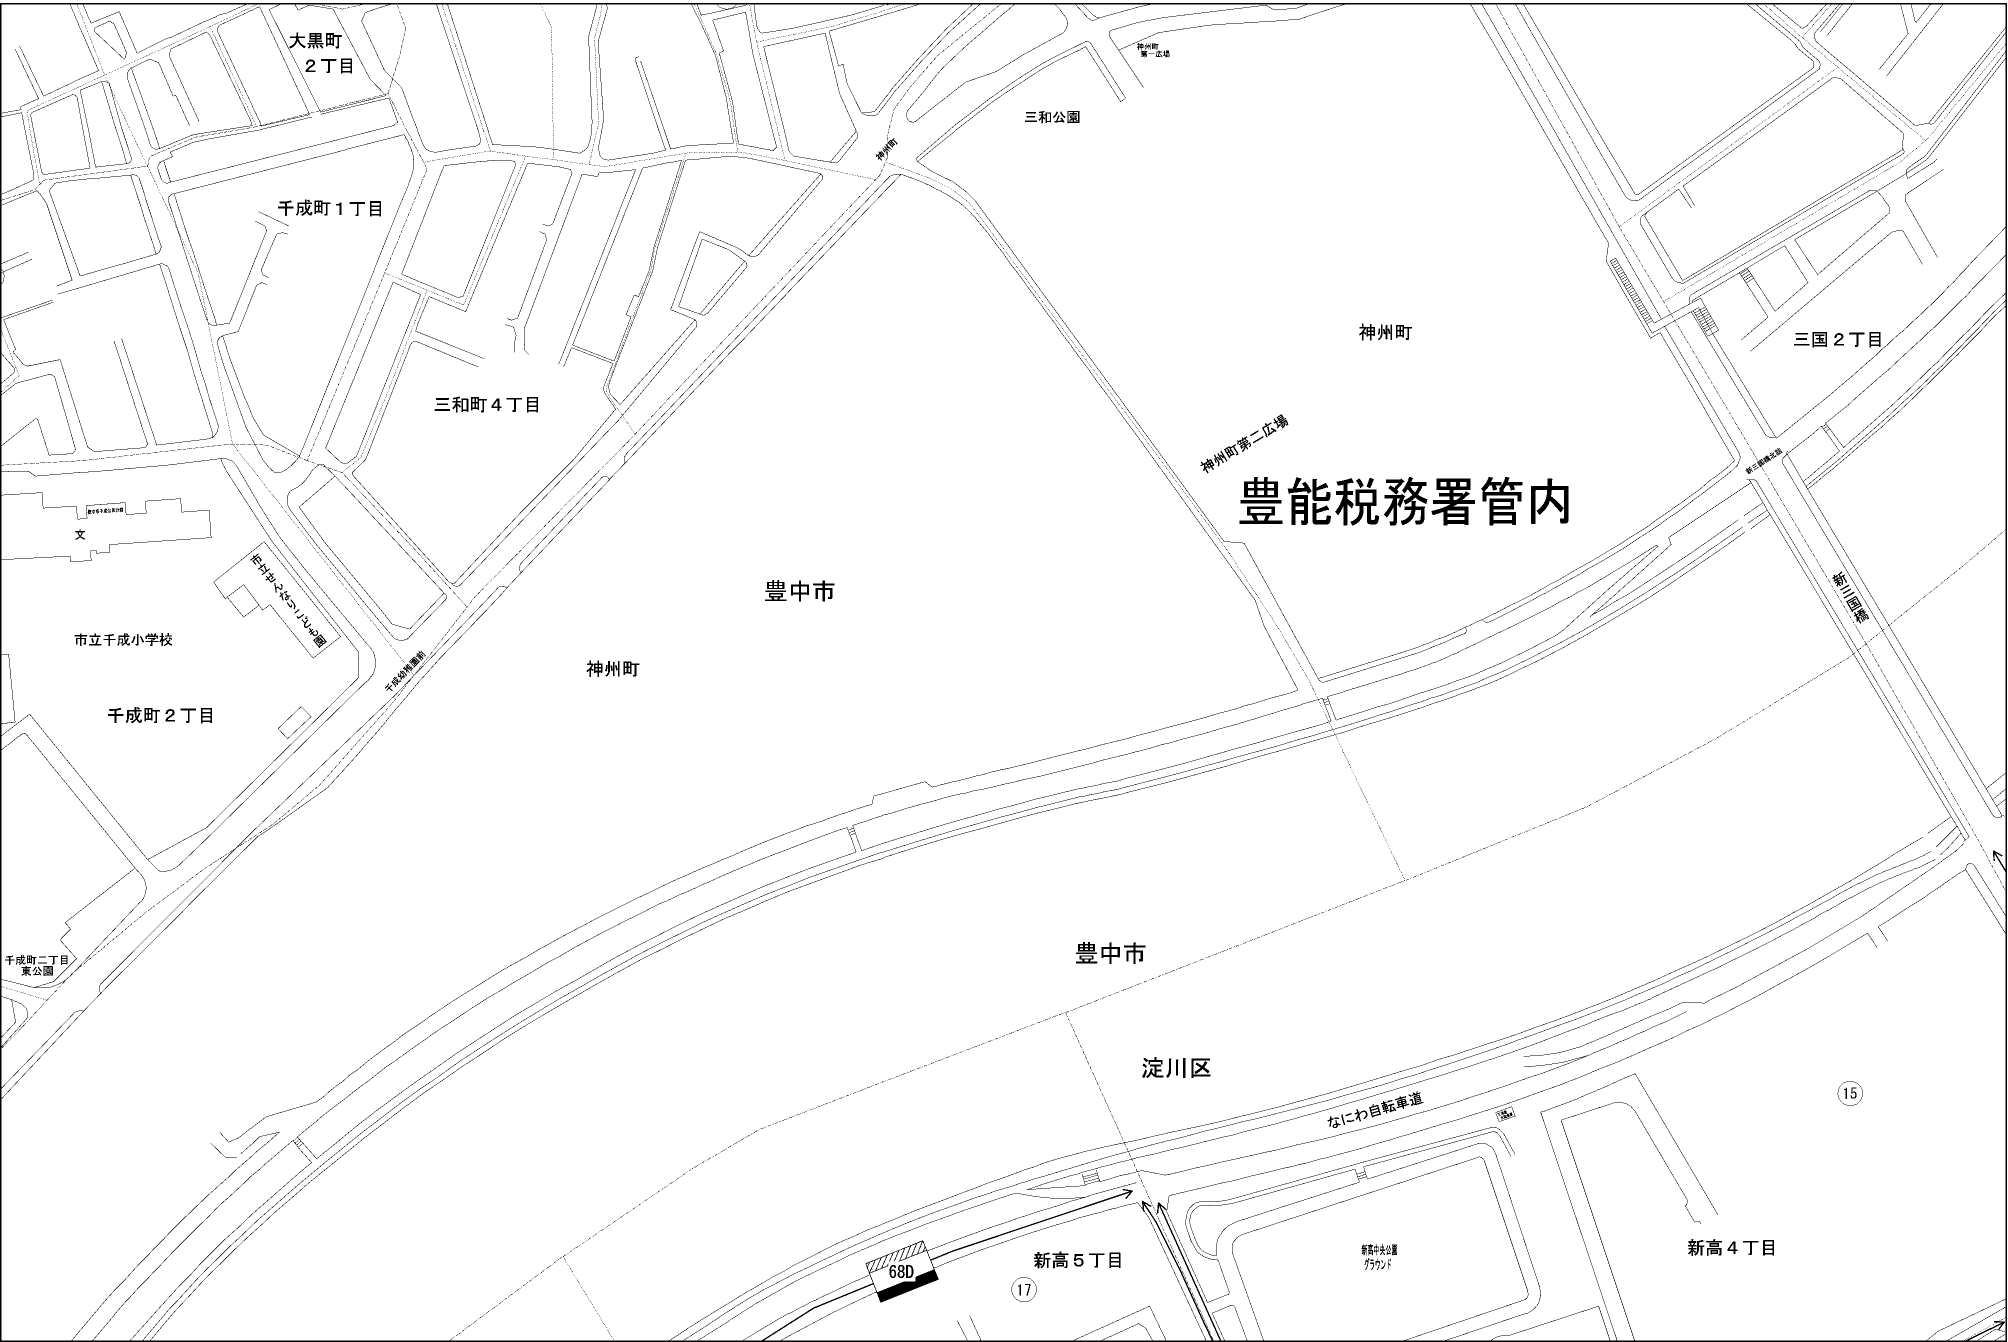 大黒町
２丁目
神州町
第一広場
三和公園
神州町
千成町１丁目
神州町
三国２丁目
三和町４丁目
神州町第二広場
新三国橋北詰
豊能税務署管内
文
市立せんなりこども園
豊中市
新三国橋
市立千成小学校
神州町
千成幼稚園前
千成町２丁目
豊中市
千成町二丁目
東公園
淀川区
15
なにわ自転車道
新高５丁目
新高中央公園
グラウンド
新高４丁目
68D
17